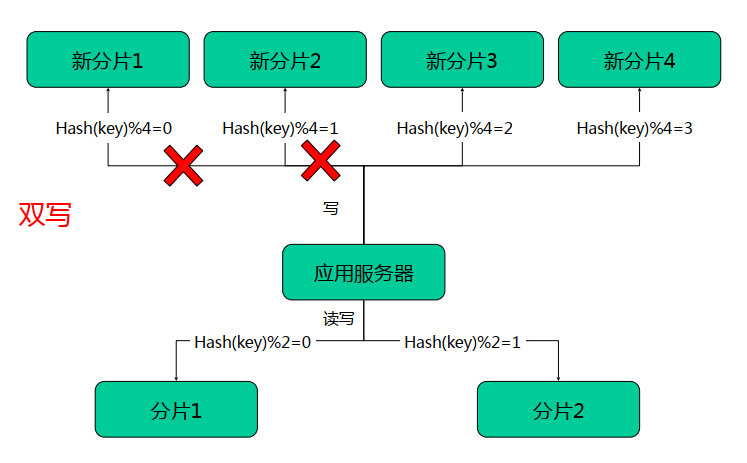 新分片1
新分片2
新分片3
新分片4
Hash(key)%4=0
Hash(key)%4=1
Hash(key)%4=2
Hash(key)%4=3
双写
写
应用服务器
读写
Hash(key)%2=0
Hash(key)%2=1
分片1
分片2